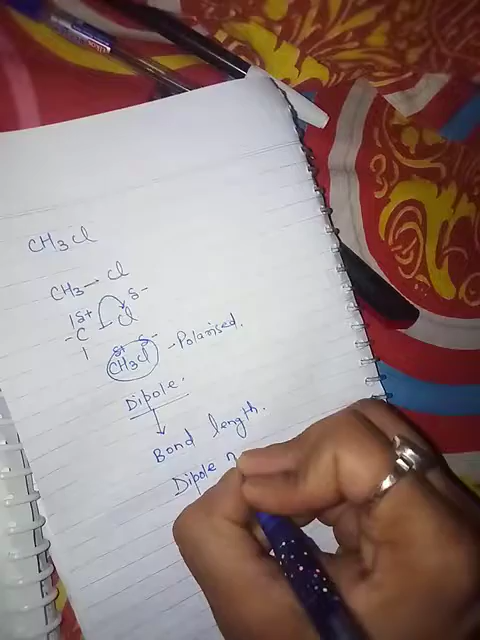 CH3Cl
CH3-Cl
δ+ δ-
-C-Cl
δ+ δ-
CH3Cl -Polarised.
Dipole.
Bond length.
Dipole